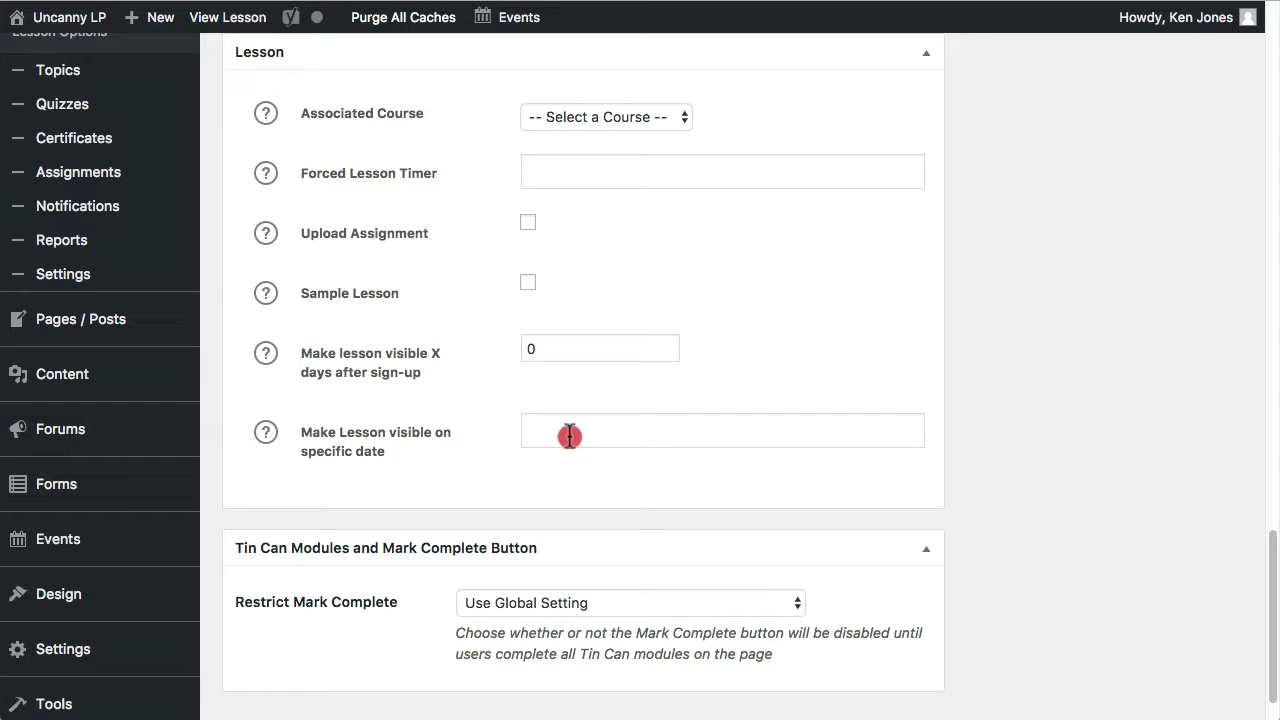 Uncanny LP New View Lesson Purge All Caches Events Howdy, Ken Jones
Lesson Options
Topics
Quizzes
Certificates
Assignments
Notifications
Reports
Settings
Pages / Posts
Content
Forums
Forms
Events
Design
Settings
Tools
Lesson
? Associated Course -- Select a Course --
? Forced Lesson Timer
? Upload Assignment
? Sample Lesson
? Make lesson visible X
days after sign-up
0
? Make Lesson visible on
specific date
Tin Can Modules and Mark Complete Button
Restrict Mark Complete Use Global Setting
Choose whether or not the Mark Complete button will be disabled until
users complete all Tin Can modules on the page